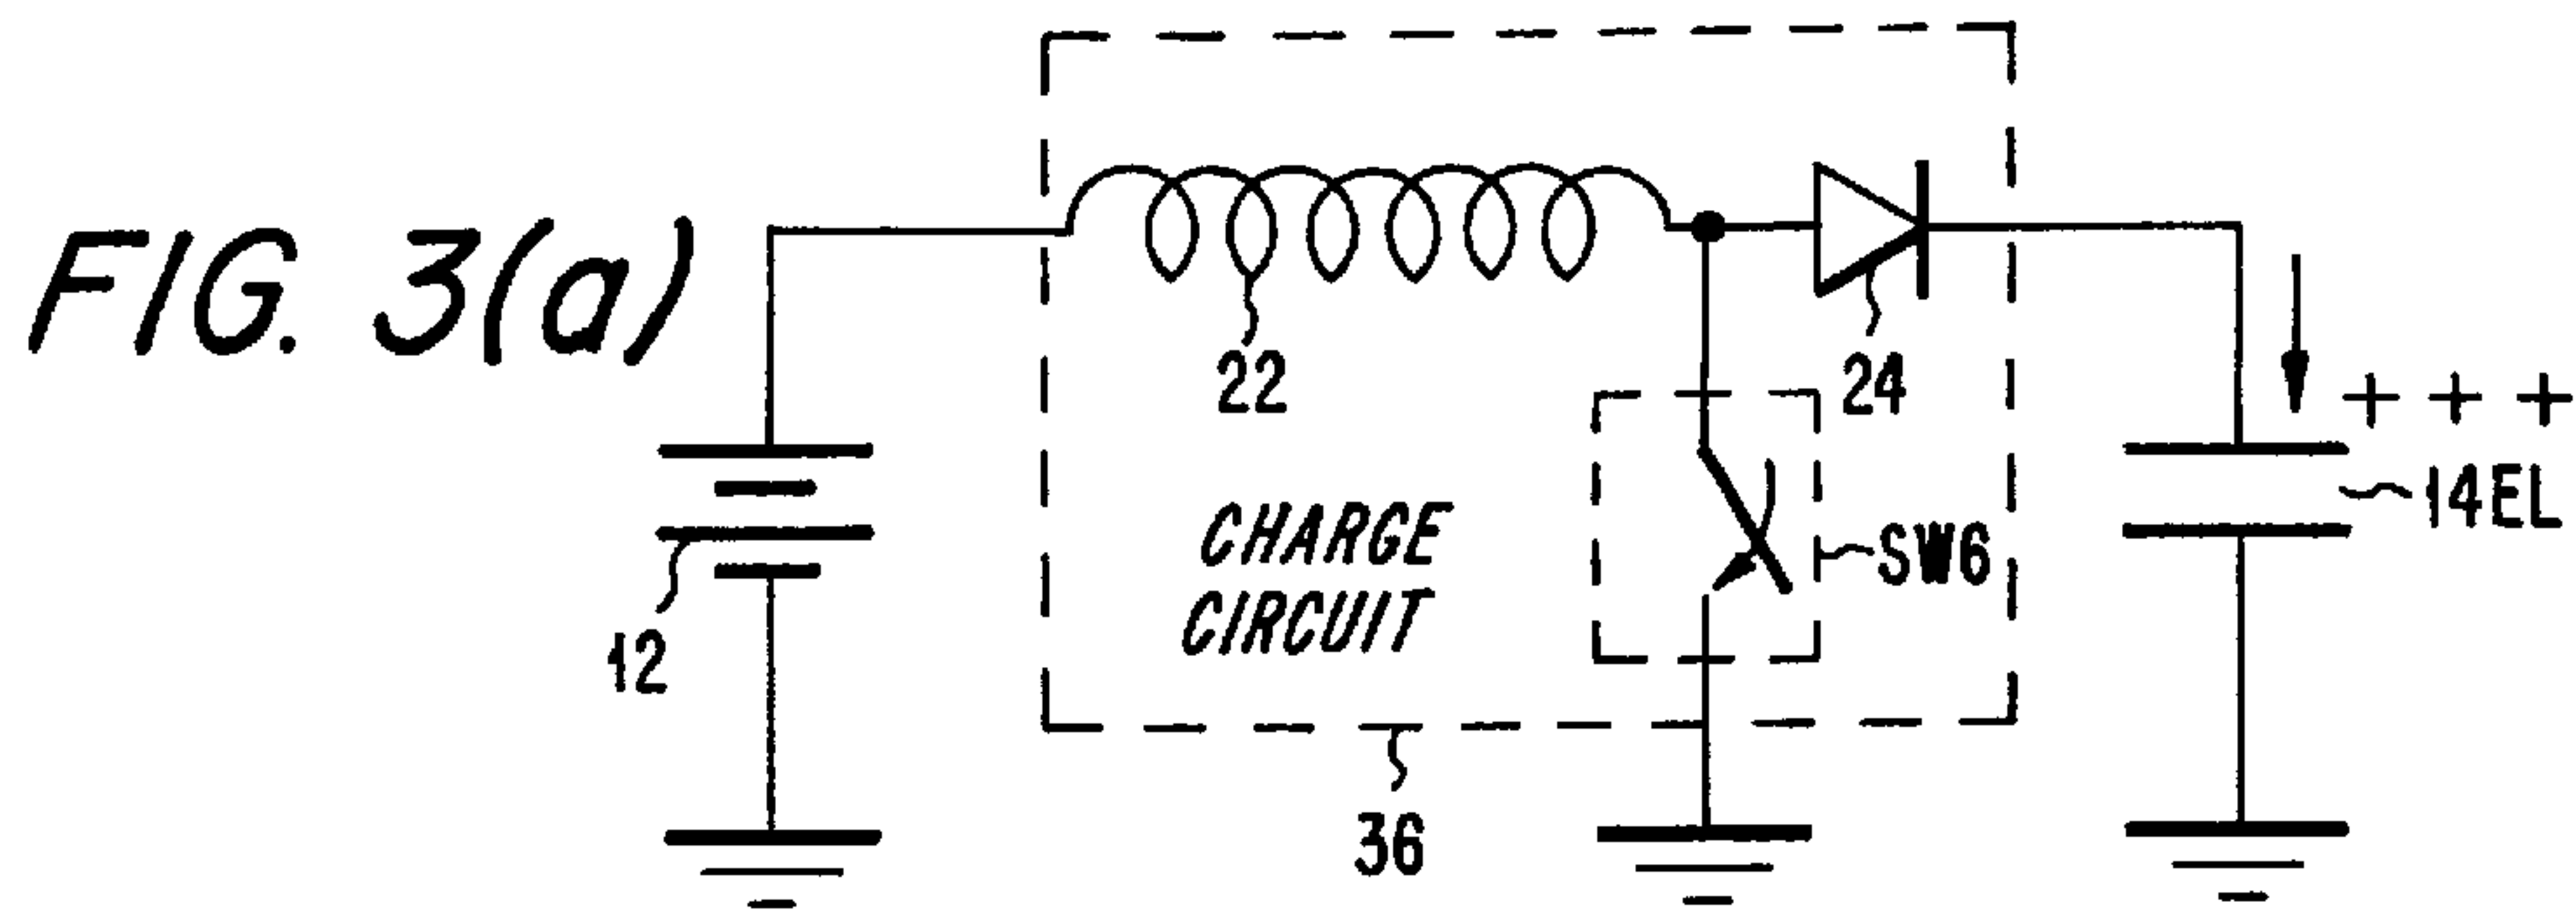 FIG. 3(a)
22
24
+ + +
14EL
SW6
CHARGE
CIRCUIT
12
36